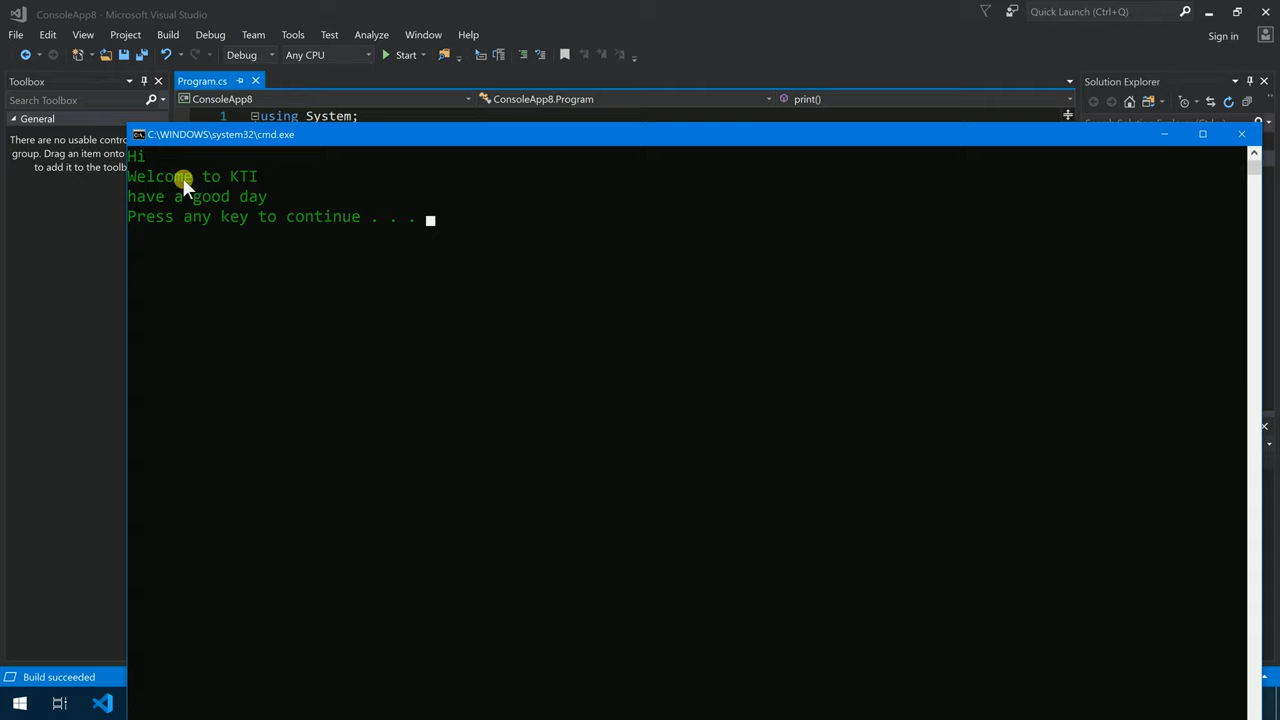 ConsoleApp8 - Microsoft Visual Studio
Quick Launch (Ctrl+Q)
File Edit View Project Build Debug Team Tools Test Analyze Window Help
Sign in
Debug Any CPU Start
Toolbox
Program.cs
Solution Explorer
Search Toolbox
ConsoleApp8
ConsoleApp8.Program
print()
General
1 using System;
There are no usable contro
group. Drag an item onto
to add it to the toolb
C:\WINDOWS\system32\cmd.exe
Hi
Welcome to KTI
have a good day
Press any key to continue . . .
Build succeeded